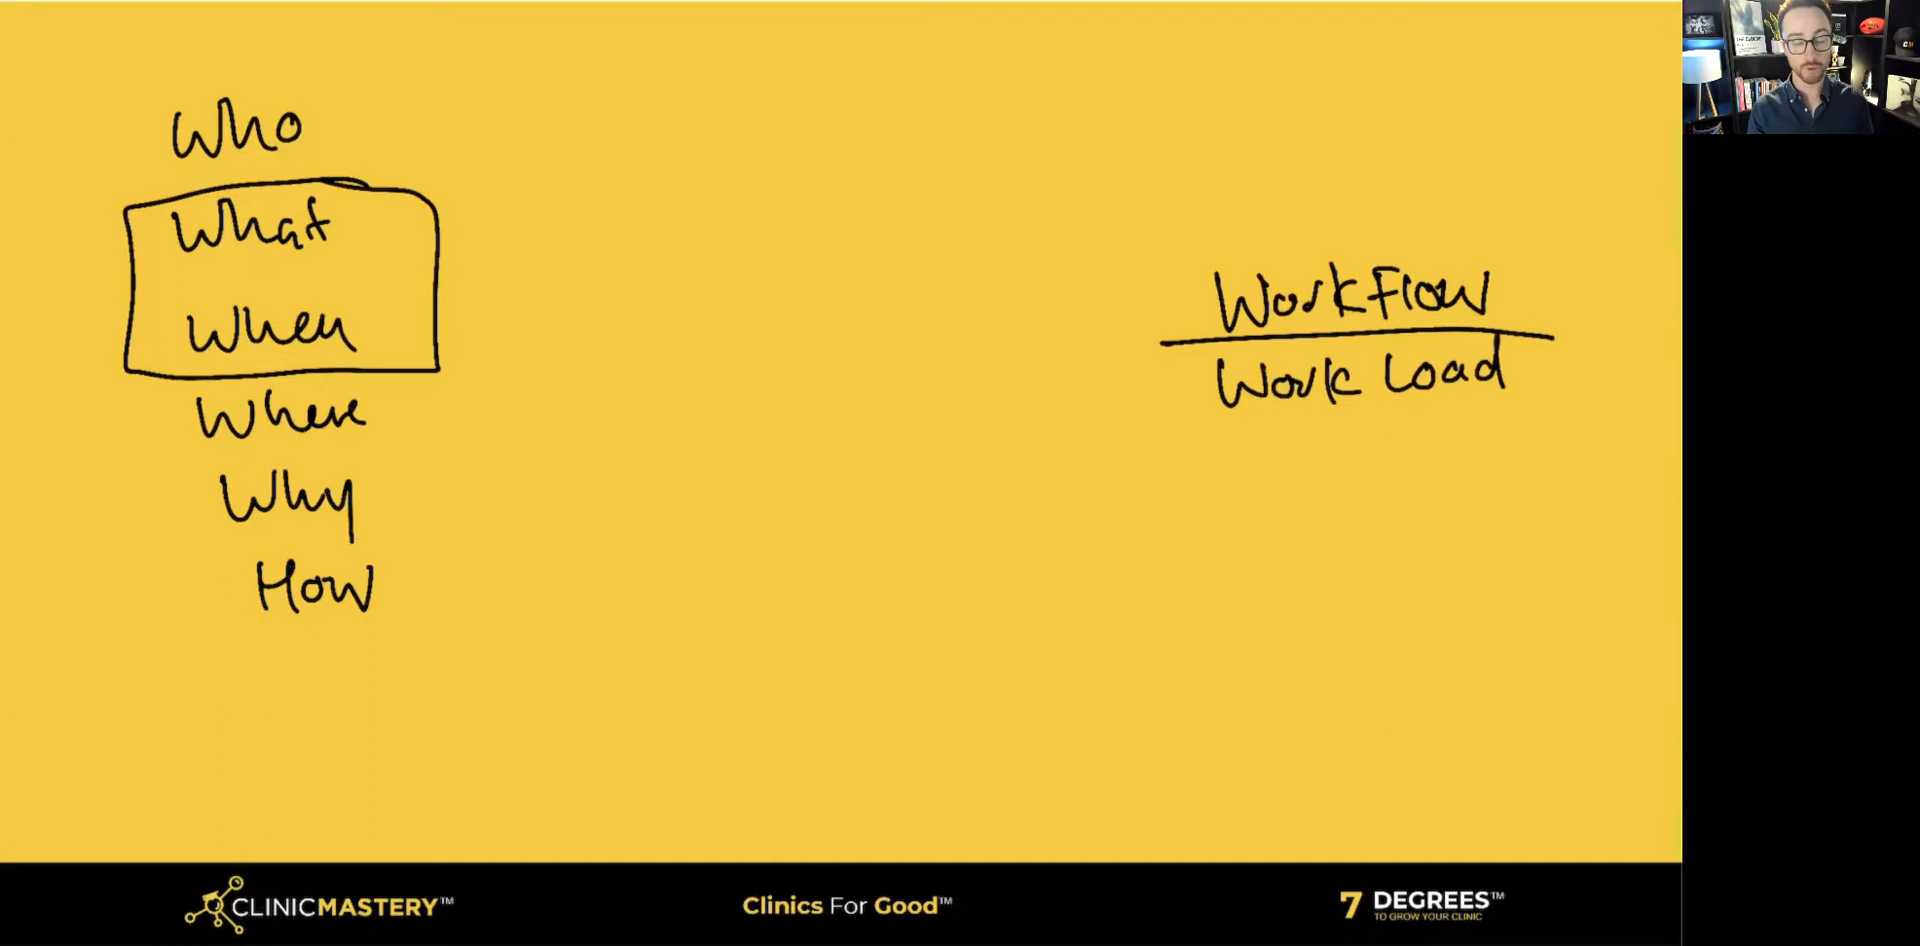 Who
What
When
Where
Why
How
WorkFlow
Work Load
CLINICMASTERY™
Clinics For Good™
7 DEGREES™
TO GROW YOUR CLINIC